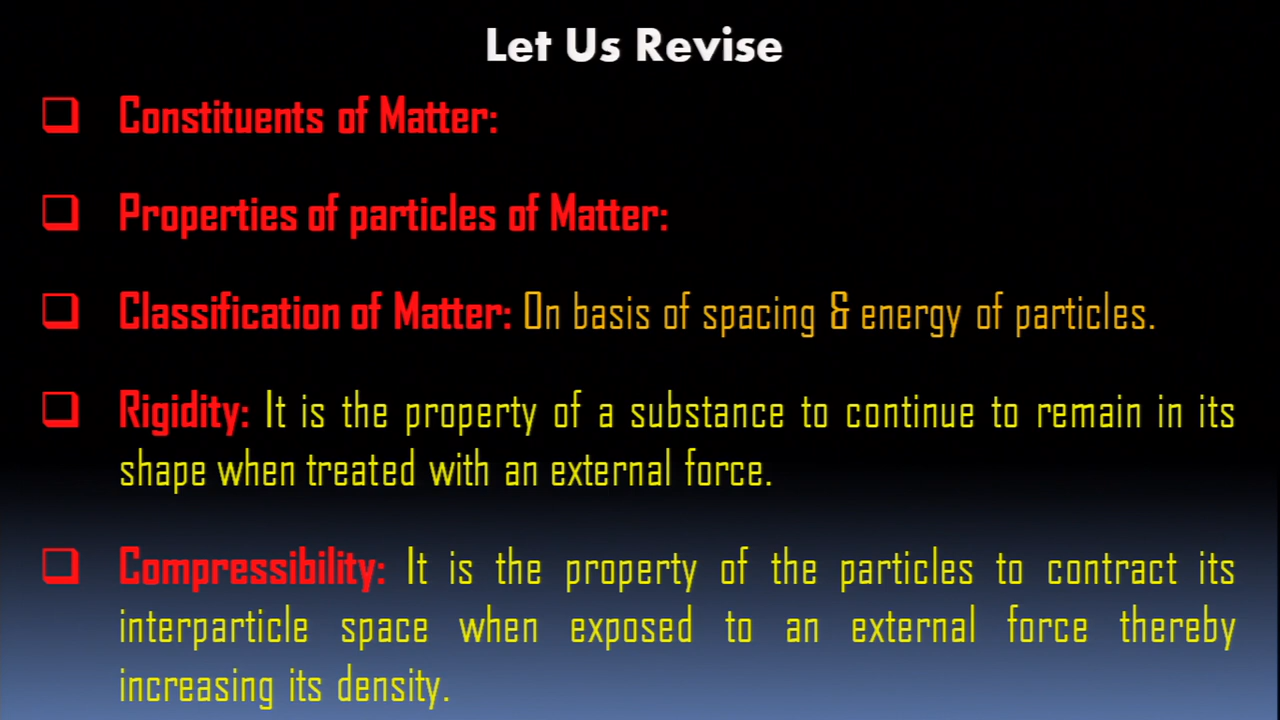 Let Us Revise
Constituents of Matter:
Properties of particles of Matter:
Classification of Matter: On basis of spacing & energy of particles.
Rigidity: It is the property of a substance to continue to remain in its
shape when treated with an external force.
Compressibility: It is the property of the particles to contract its
interparticle space when exposed to an external force thereby
increasing its density.